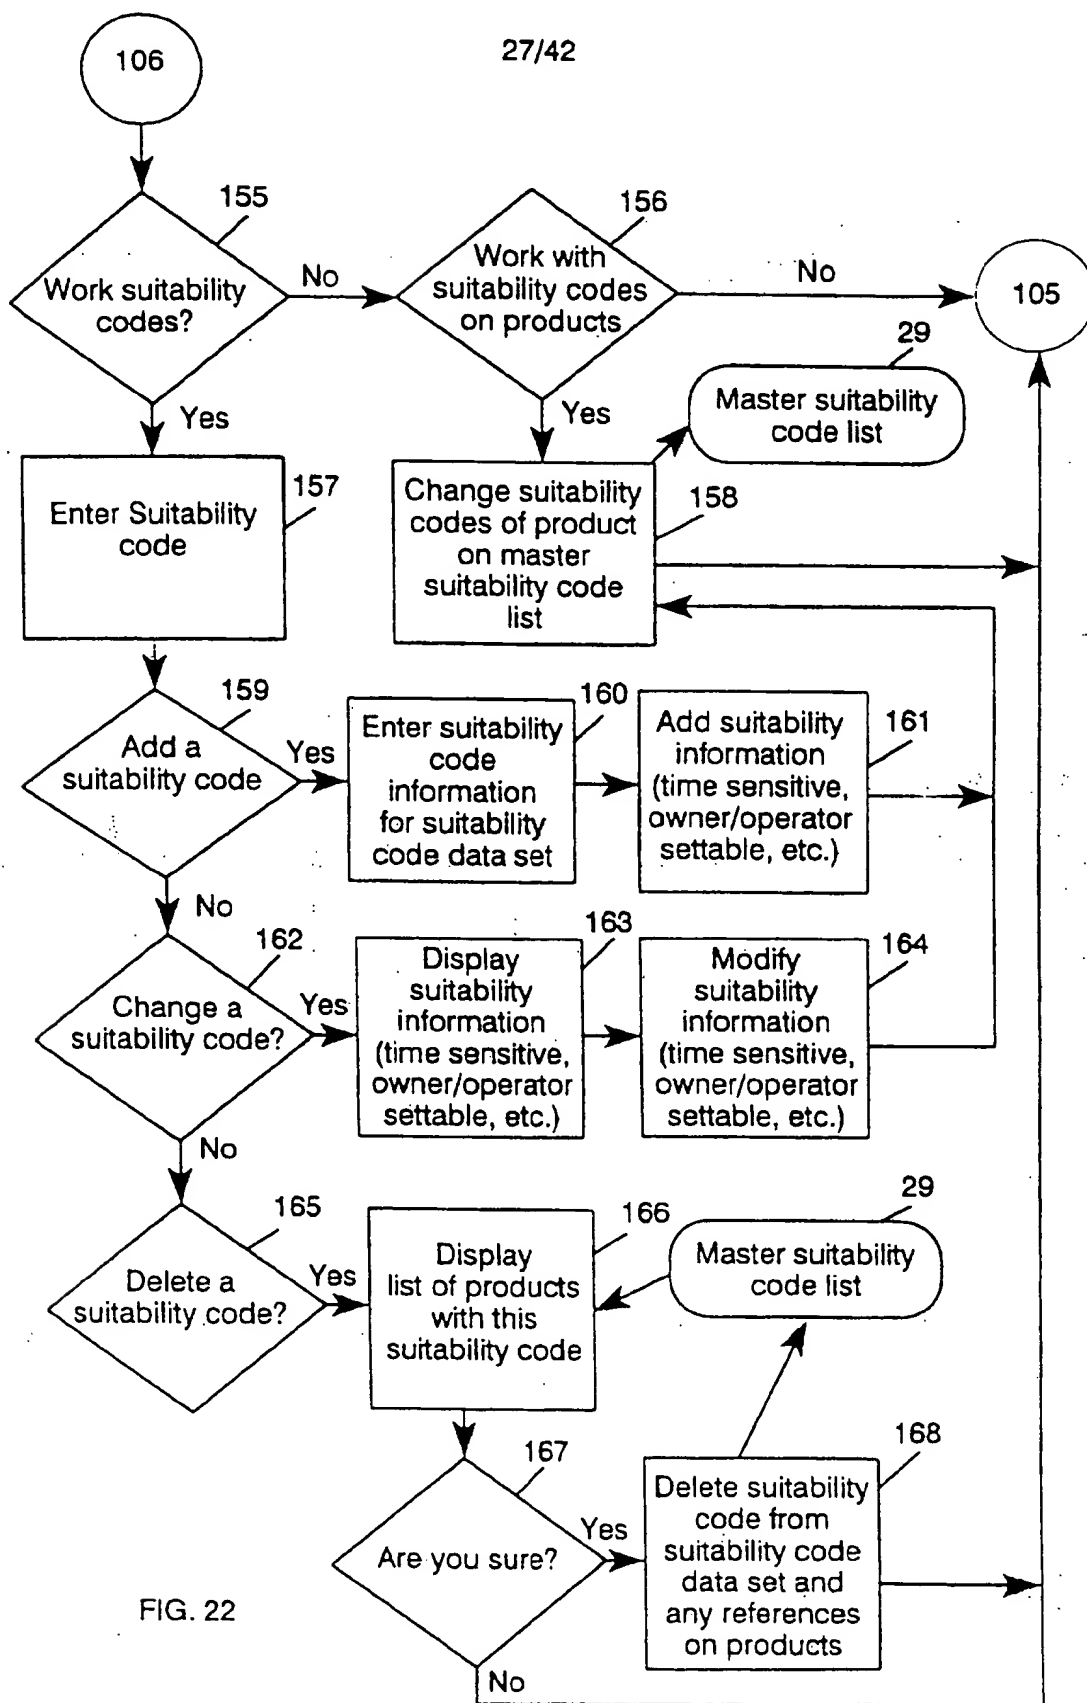 27/42
106
155
Work suitability
codes?
No
156
Work with
suitability codes
on products
No
105
Yes
Yes
29
Master suitability
code list
157
Enter Suitability
code
Change suitability
codes of product
on master
suitability code
list
158
159
Add a
suitability code
Yes
160
Enter suitability
code
information
for suitability
code data set
161
Add suitability
information
(time sensitive,
owner/operator
settable, etc.)
No
162
Change a
suitability code?
Yes
163
Display
suitability
information
(time sensitive,
owner/operator
settable, etc.)
164
Modify
suitability
information
(time sensitive,
owner/operator
settable, etc.)
No
165
Delete a
suitability code?
Yes
166
Display
list of products
with this
suitability code
29
Master suitability
code list
167
Are you sure?
Yes
168
Delete suitability
code from
suitability code
data set and
any references
on products
No
FIG. 22